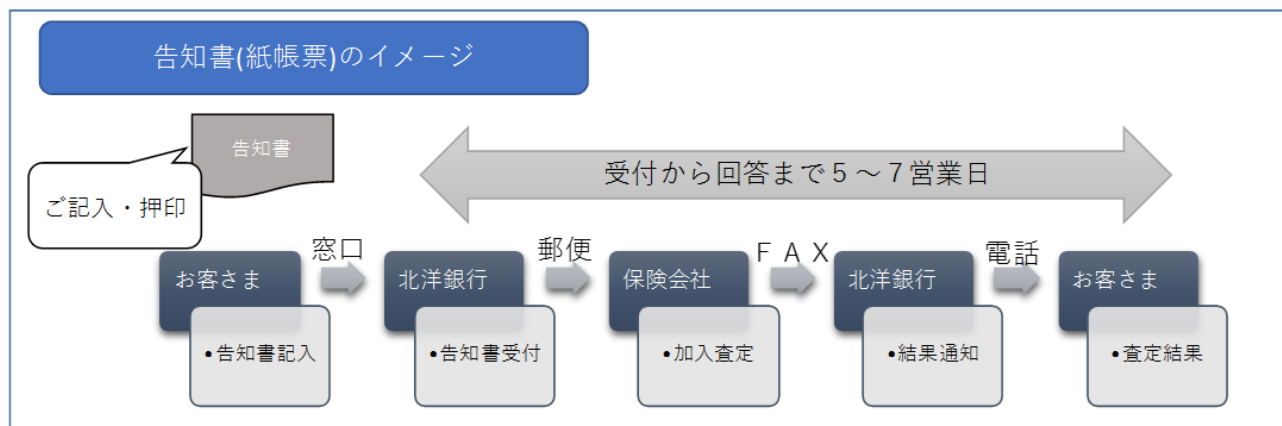 告知書(紙帳票)のイメージ
告知書
ご記入・押印
受付から回答まで５～７営業日
窓口
郵便
ＦＡＸ
電話
お客さま
北洋銀行
保険会社
北洋銀行
お客さま
•告知書記入
•告知書受付
•加入査定
•結果通知
•査定結果